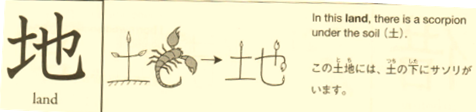 地
land
In this land, there is a scorpion
under the soil (土).
この土地には、土の下にサソリが
います。